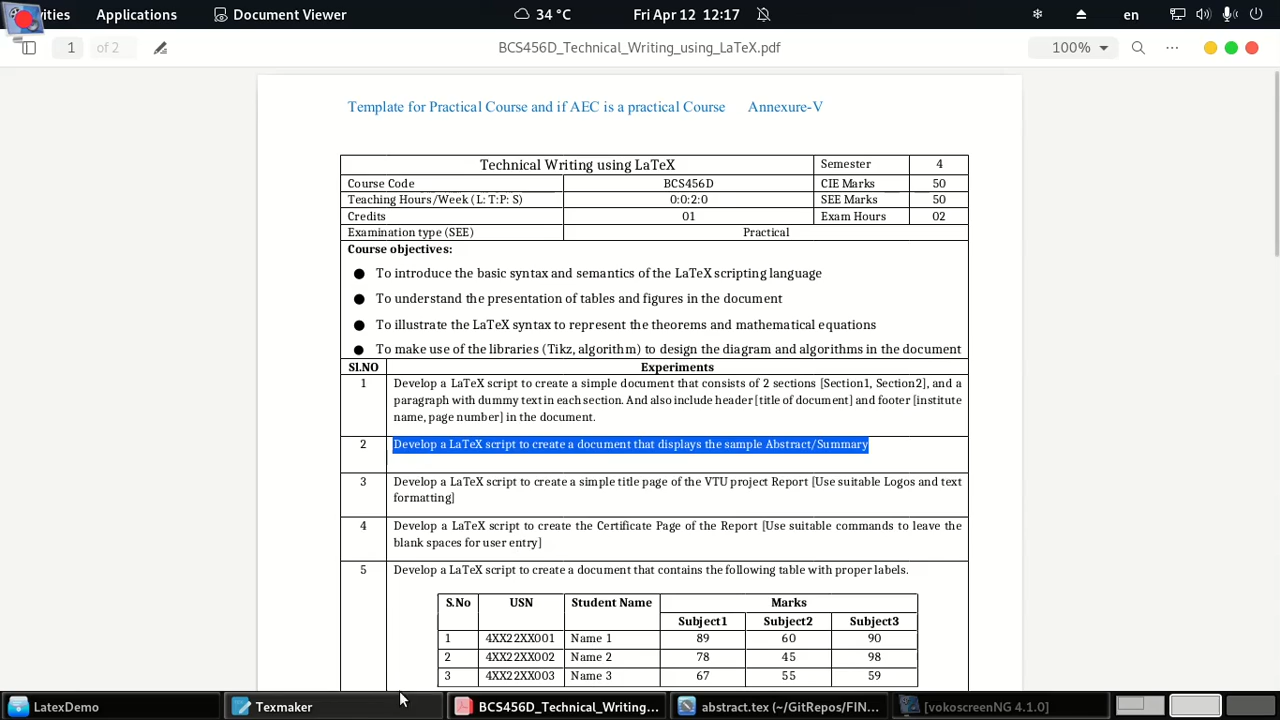 ities Applications Document Viewer 34 °C Fri Apr 12 12:17 en
1 of 2 BCS456D_Technical_Writing_using_LaTeX.pdf 100%
Template for Practical Course and if AEC is a practical Course Annexure-V
Technical Writing using LaTeX Semester 4
Course Code BCS456D CIE Marks 50
Teaching Hours/Week (L: T:P: S) 0:0:2:0 SEE Marks 50
Credits 01 Exam Hours 02
Examination type (SEE) Practical
Course objectives:
● To introduce the basic syntax and semantics of the LaTeX scripting language
● To understand the presentation of tables and figures in the document
● To illustrate the LaTeX syntax to represent the theorems and mathematical equations
● To make use of the libraries (Tikz, algorithm) to design the diagram and algorithms in the document
Sl.NO Experiments
1 Develop a LaTeX script to create a simple document that consists of 2 sections [Section1, Section2], and a
paragraph with dummy text in each section. And also include header [title of document] and footer [institute
name, page number] in the document.
2 Develop a LaTeX script to create a document that displays the sample Abstract/Summary
3 Develop a LaTeX script to create a simple title page of the VTU project Report [Use suitable Logos and text
formatting]
4 Develop a LaTeX script to create the Certificate Page of the Report [Use suitable commands to leave the
blank spaces for user entry]
5 Develop a LaTeX script to create a document that contains the following table with proper labels.
S.No USN Student Name Marks
Subject1 Subject2 Subject3
1 4XX22XX001 Name 1 89 60 90
2 4XX22XX002 Name 2 78 45 98
3 4XX22XX003 Name 3 67 55 59
LatexDemo Texmaker BCS456D_Technical_Writing... abstract.tex (~/GitRepos/FIN... [vokoscreenNG 4.1.0]